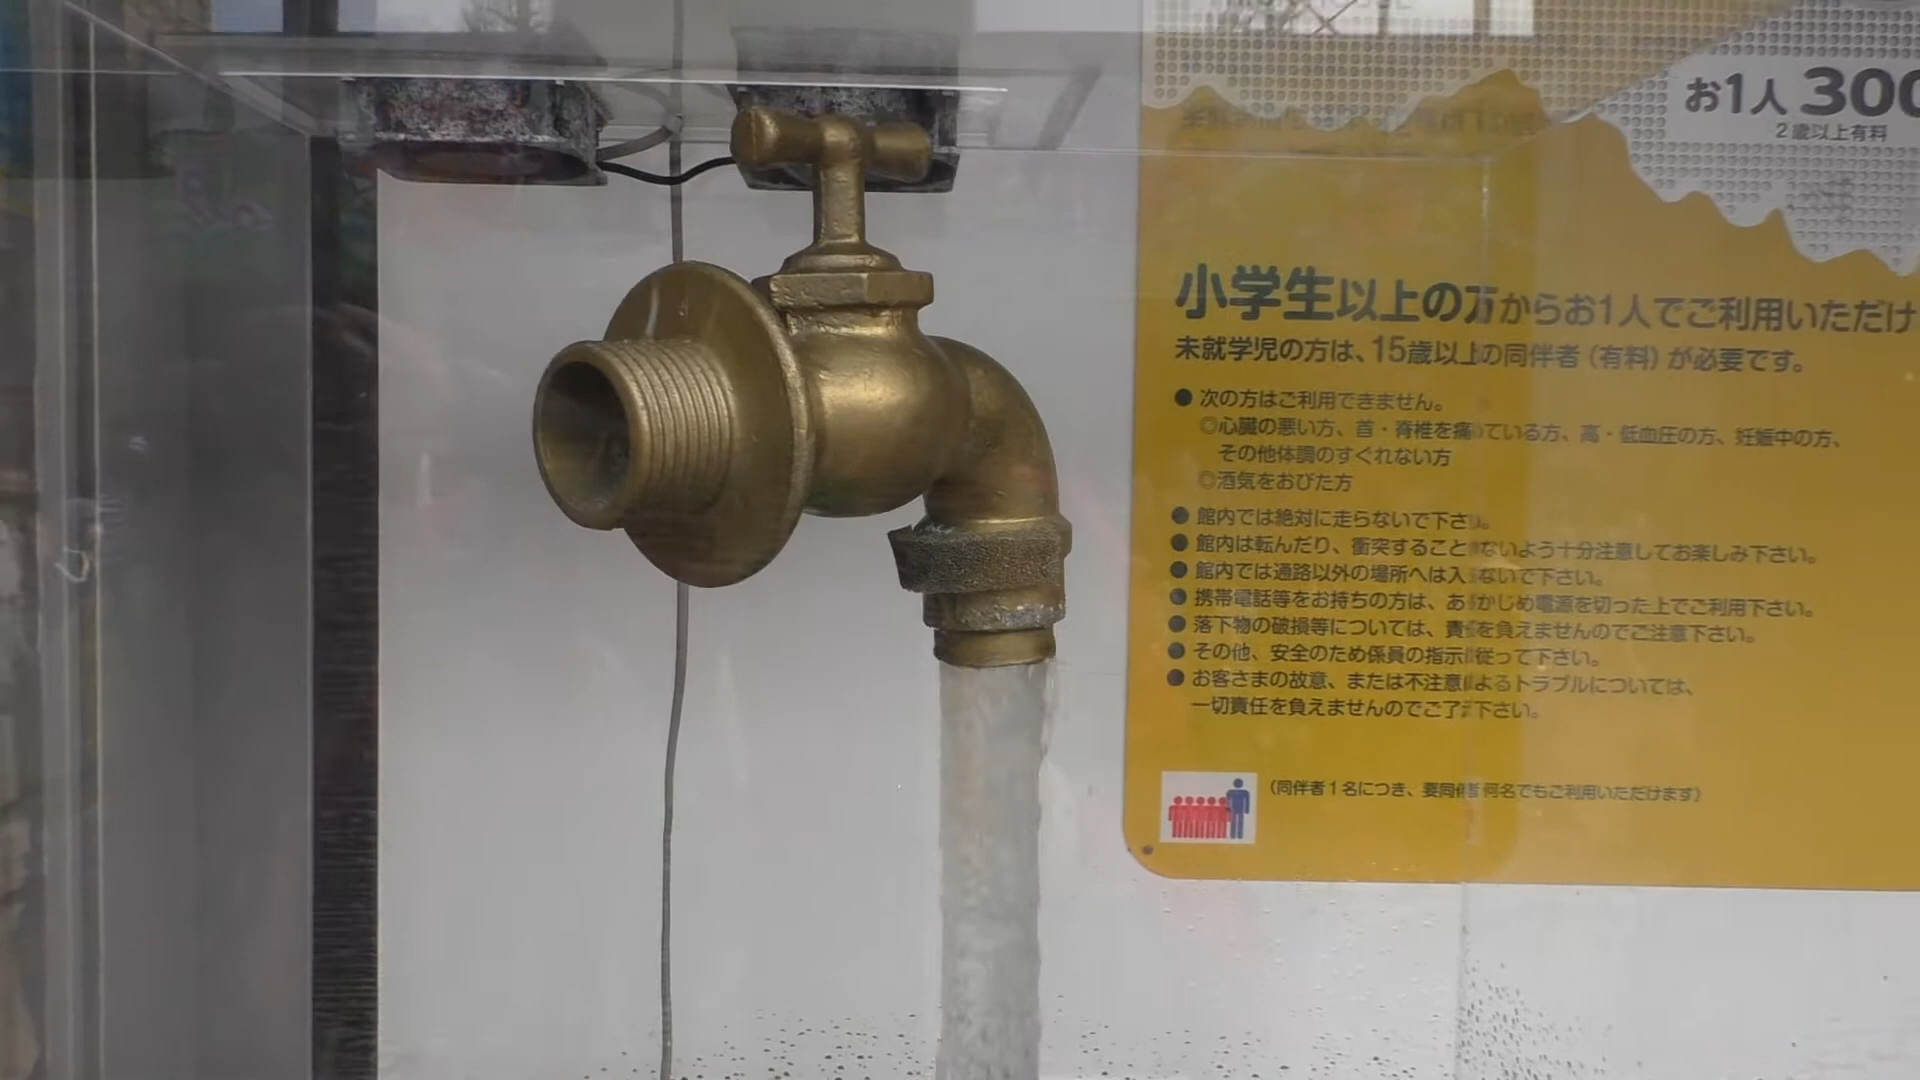 お1人 300
2歳以上有料
小学生以上の方からお1人でご利用いただけ
未就学児の方は、15歳以上の同伴者（有料）が必要です。
● 次の方はご利用できません。
◎心臓の悪い方、首・脊椎を痛めている方、高・低血圧の方、妊娠中の方、
その他体調のすぐれない方
◎酒気をおびた方
● 館内では絶対に走らないで下さい。
● 館内は転んだり、衝突することのないよう十分注意してお楽しみ下さい。
● 館内では通路以外の場所へは入らないで下さい。
● 携帯電話等をお持ちの方は、あらかじめ電源を切った上でご利用下さい。
● 落下物の破損等については、責任を負えませんのでご注意下さい。
● その他、安全のため係員の指示に従って下さい。
● お客さまの故意、または不注意によるトラブルについては、
一切責任を負えませんのでご了承下さい。
（同伴者1名につき、要同伴者何名でもご利用いただけます）